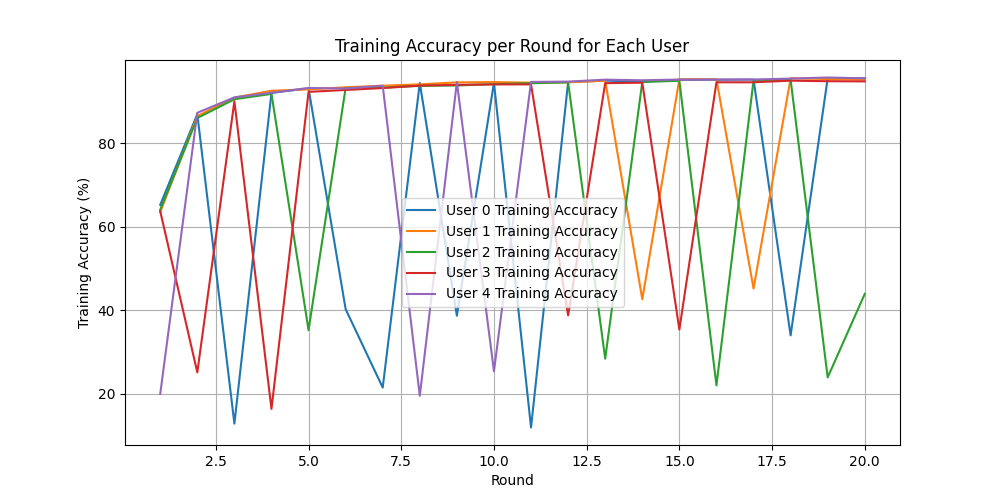 Training Accuracy per Round for Each User
Training Accuracy (%)
80
60
40
20
User 0 Training Accuracy
User 1 Training Accuracy
User 2 Training Accuracy
User 3 Training Accuracy
User 4 Training Accuracy
2.5 5.0 7.5 10.0 12.5 15.0 17.5 20.0
Round